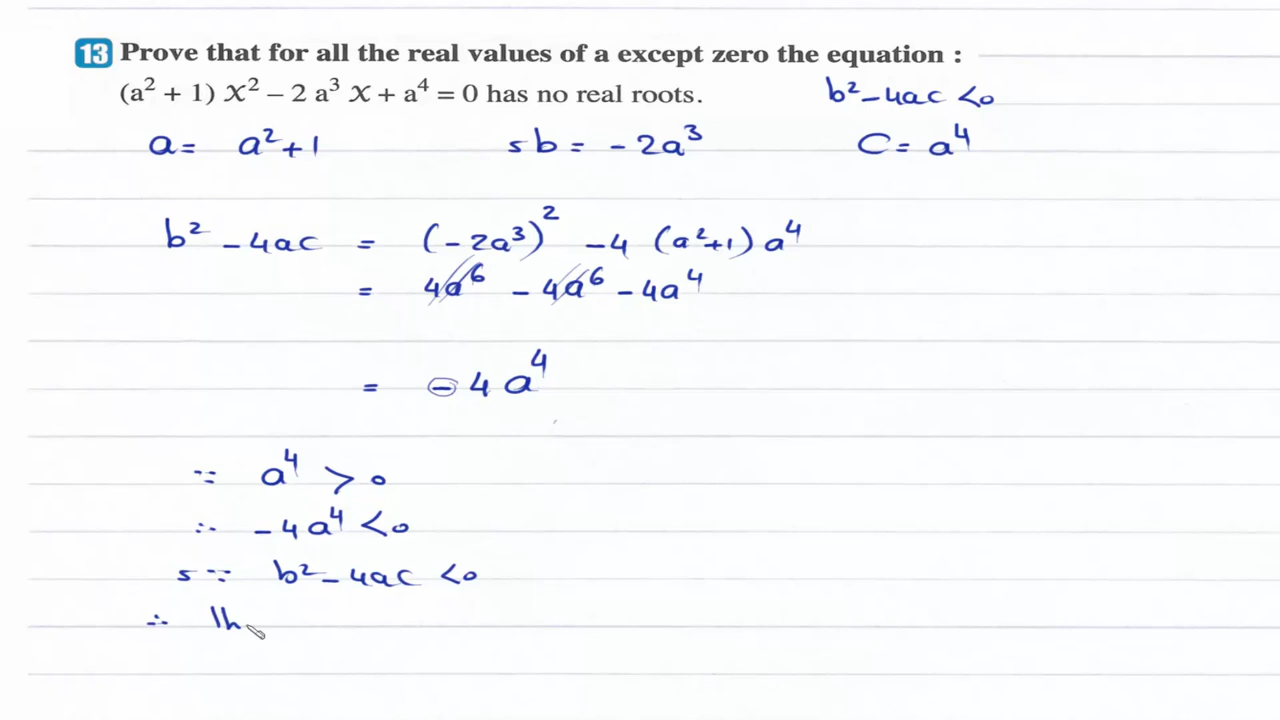 13 Prove that for all the real values of a except zero the equation :
(a² + 1) x² – 2 a³ x + a⁴ = 0 has no real roots.
b² – 4ac < 0
a = a² + 1 , b = – 2a³ c = a⁴
b² – 4ac = (– 2a³)² – 4 (a² + 1) a⁴
= 4a⁶ – 4a⁶ – 4a⁴
= – 4 a⁴
∵ a⁴ > 0
∴ – 4a⁴ < 0
, ∵ b² – 4ac < 0
∴ th